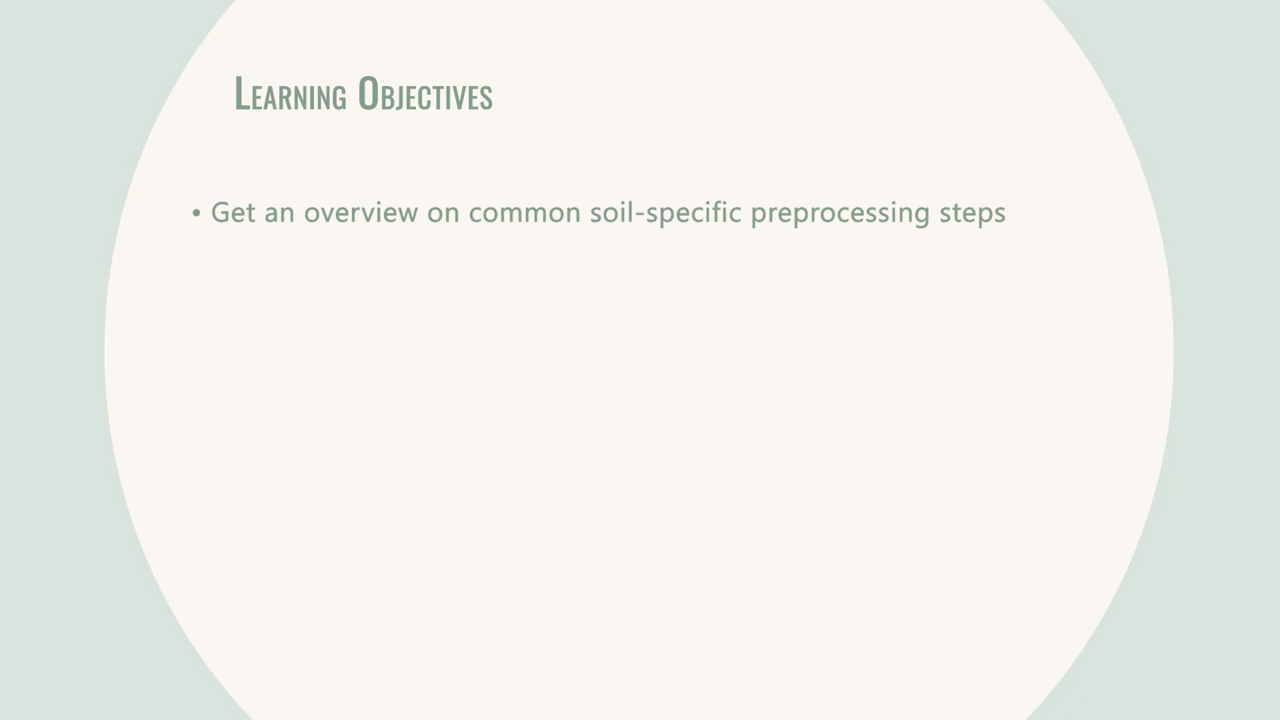 Learning Objectives
• Get an overview on common soil-specific preprocessing steps